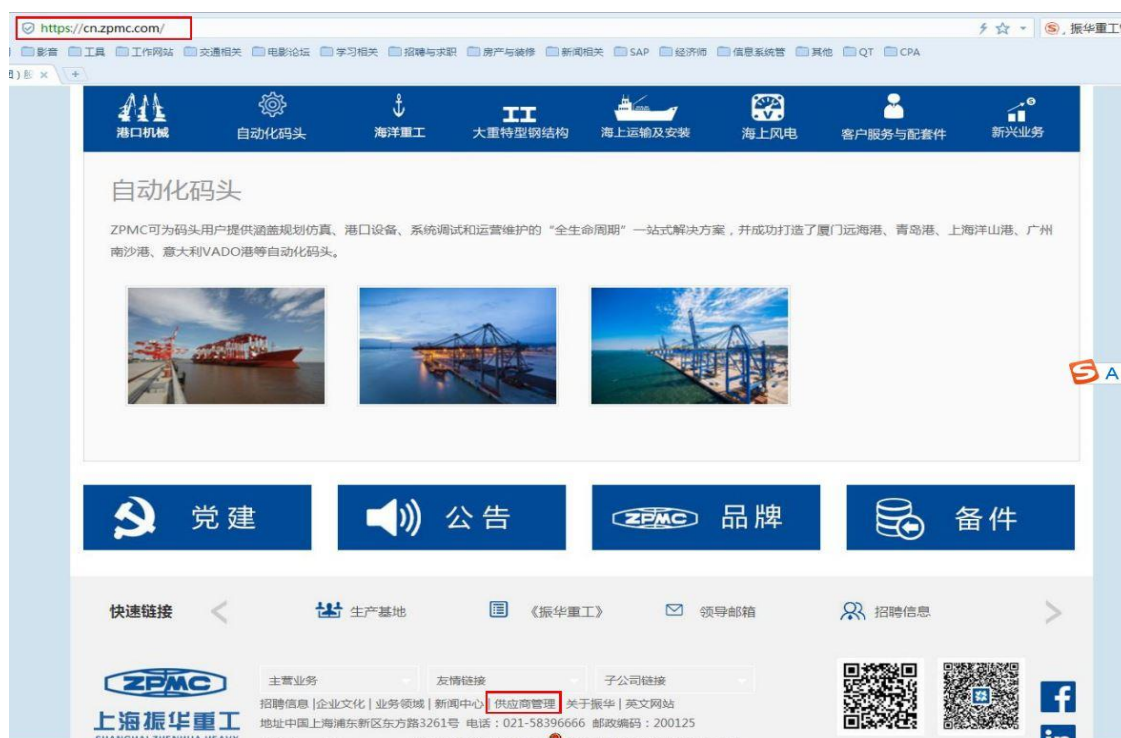 https://cn.zpmc.com/
振华重工
影音 工具 工作网站 交通相关 电影论坛 学习相关 招聘与求职 房产与装修 新闻相关 SAP 经济师 信息系统管 其他 QT CPA
港口机械 自动化码头 海洋重工 大重特型钢结构 海上运输及安装 海上风电 客户服务与配套件 新兴业务
自动化码头
ZPMC可为码头用户提供涵盖规划仿真、港口设备、系统调试和运营维护的“全生命周期”一站式解决方案，并成功打造了厦门远海港、青岛港、上海洋山港、广州
南沙港、意大利VADO港等自动化码头。
A
党建 公告 ZPMC 品牌 备件
快速链接 生产基地 《振华重工》 领导邮箱 招聘信息
ZPMC 主营业务 友情链接 子公司链接
招聘信息|企业文化|业务领域|新闻中心|供应商管理|关于振华|英文网站
上海振华重工 地址中国上海浦东新区东方路3261号 电话：021-58396666 邮政编码：200125